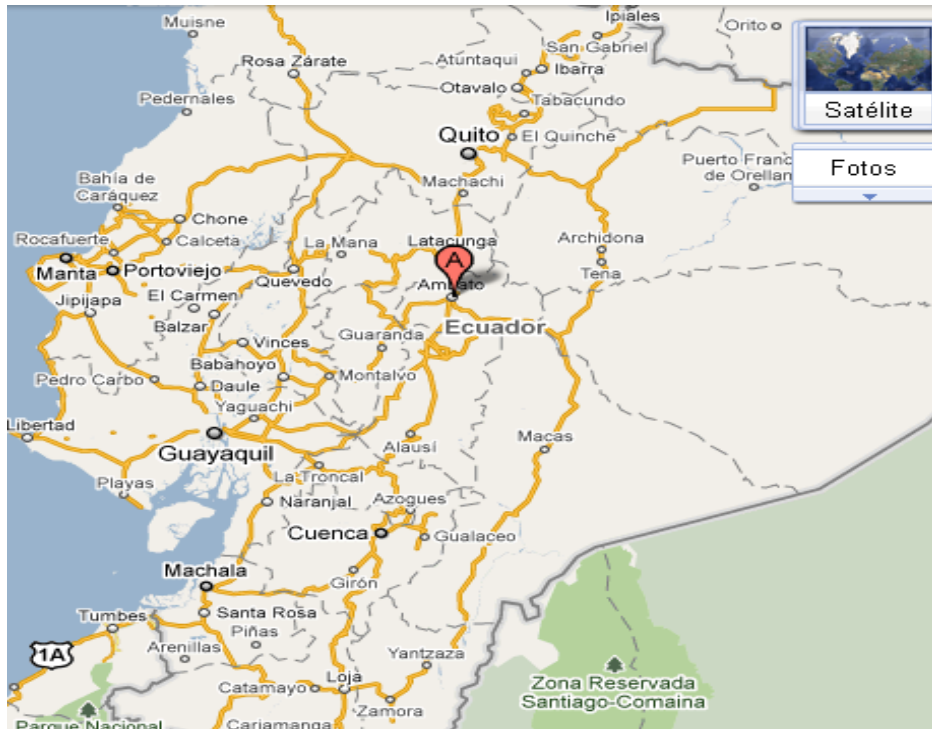 Ipiales
Muisne
Orito
San Gabriel
Rosa Zárate
Atuntaqui
Ibarra
Otavalo
Satélite
Pedernales
Tabacundo
Quito
El Quinche
Puerto Franc
de Orellan
Fotos
Machachi
Bahía de
Caráquez
Chone
Rocafuerte
Calceta
La Mana
Latacunga
Archidona
A
Manta
Portoviejo
Quevedo
Tena
Ambato
Jipijapa
El Carmen
Balzar
Ecuador
Guaranda
Vinces
Babahoyo
Pedro Carbo
Daule
Montalvo
Yaguachi
Libertad
Guayaquil
Alausí
Macas
La Troncal
Playas
Naranjal
Azogues
Cuenca
Gualaceo
Machala
Girón
Tumbes
Santa Rosa
Piñas
1A
Arenillas
Yantzaza
Catamayo
Loja
Zona Reservada
Santiago-Comaina
Zamora
Parque Nacional
Cariamanga